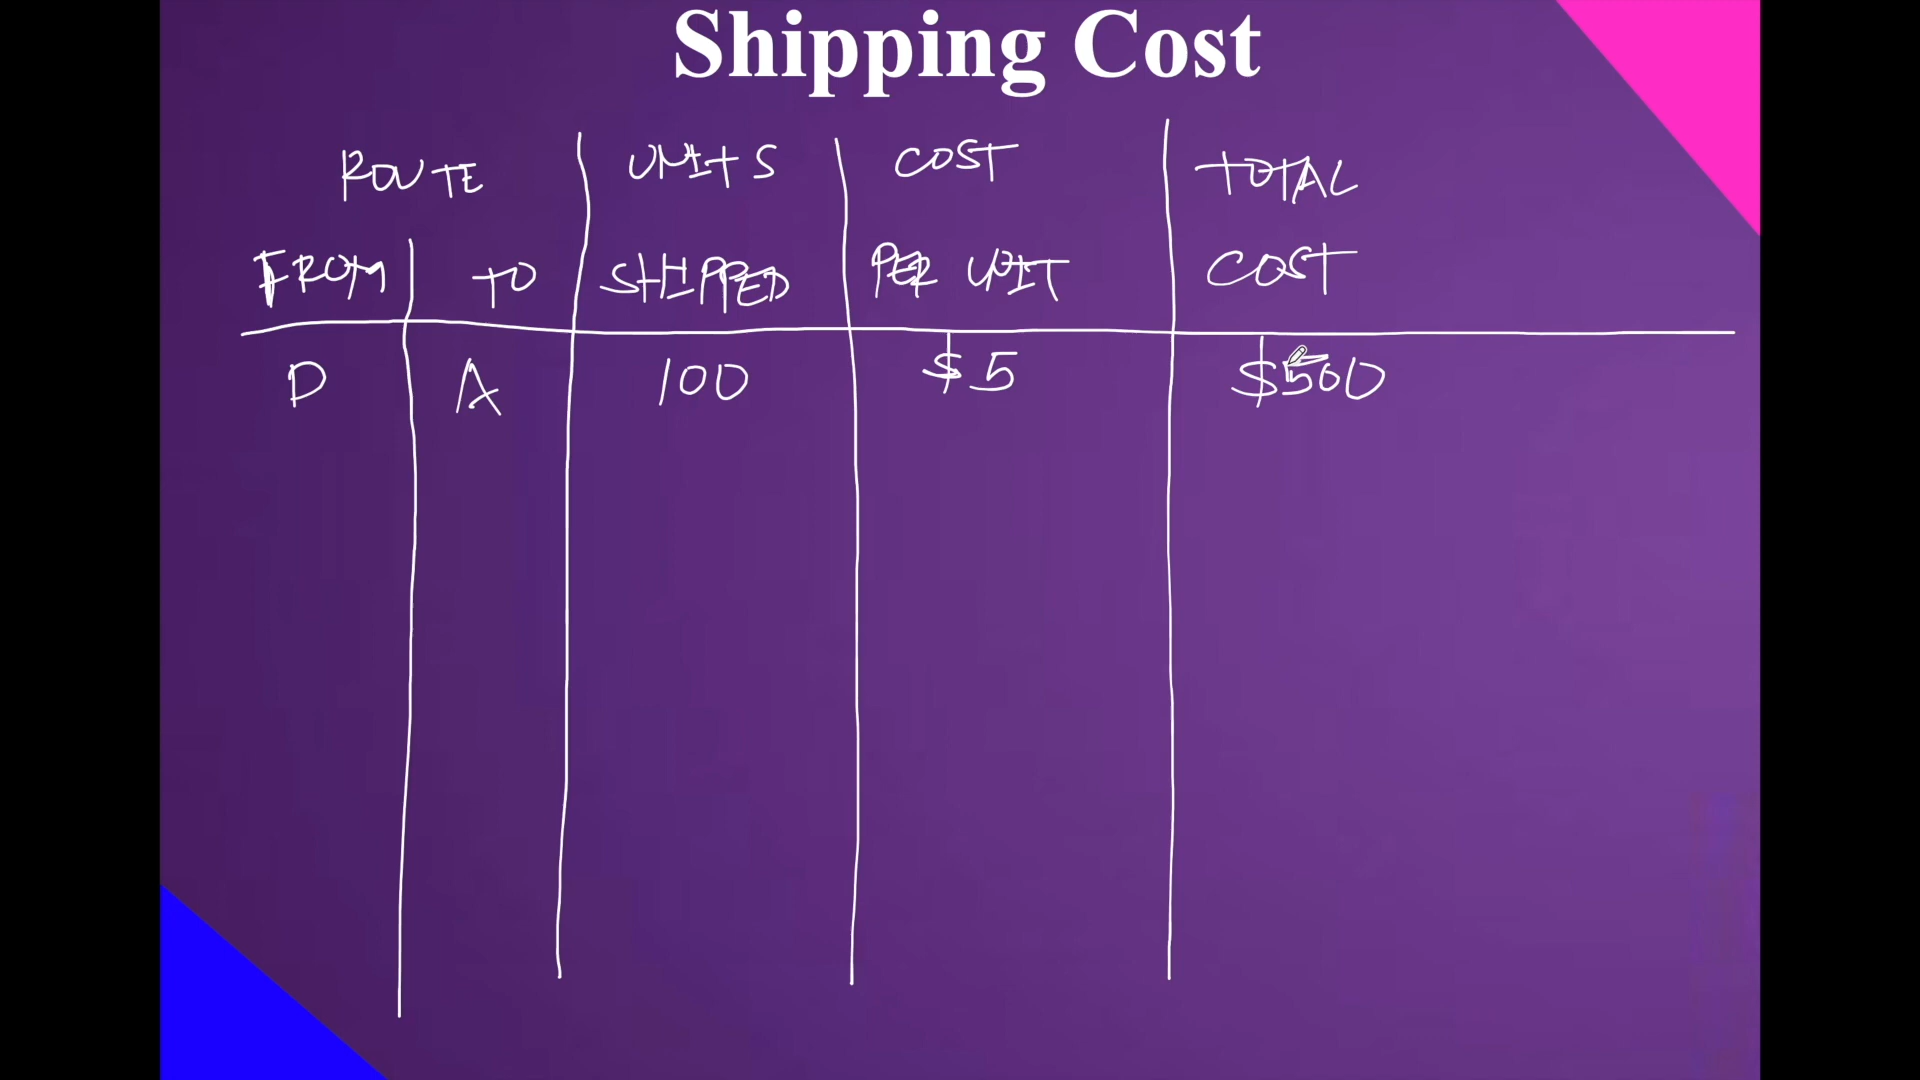 Shipping Cost
ROUTE UNITS COST TOTAL
FROM TO SHIPPED PER UNIT COST
D A 100 $5 $500